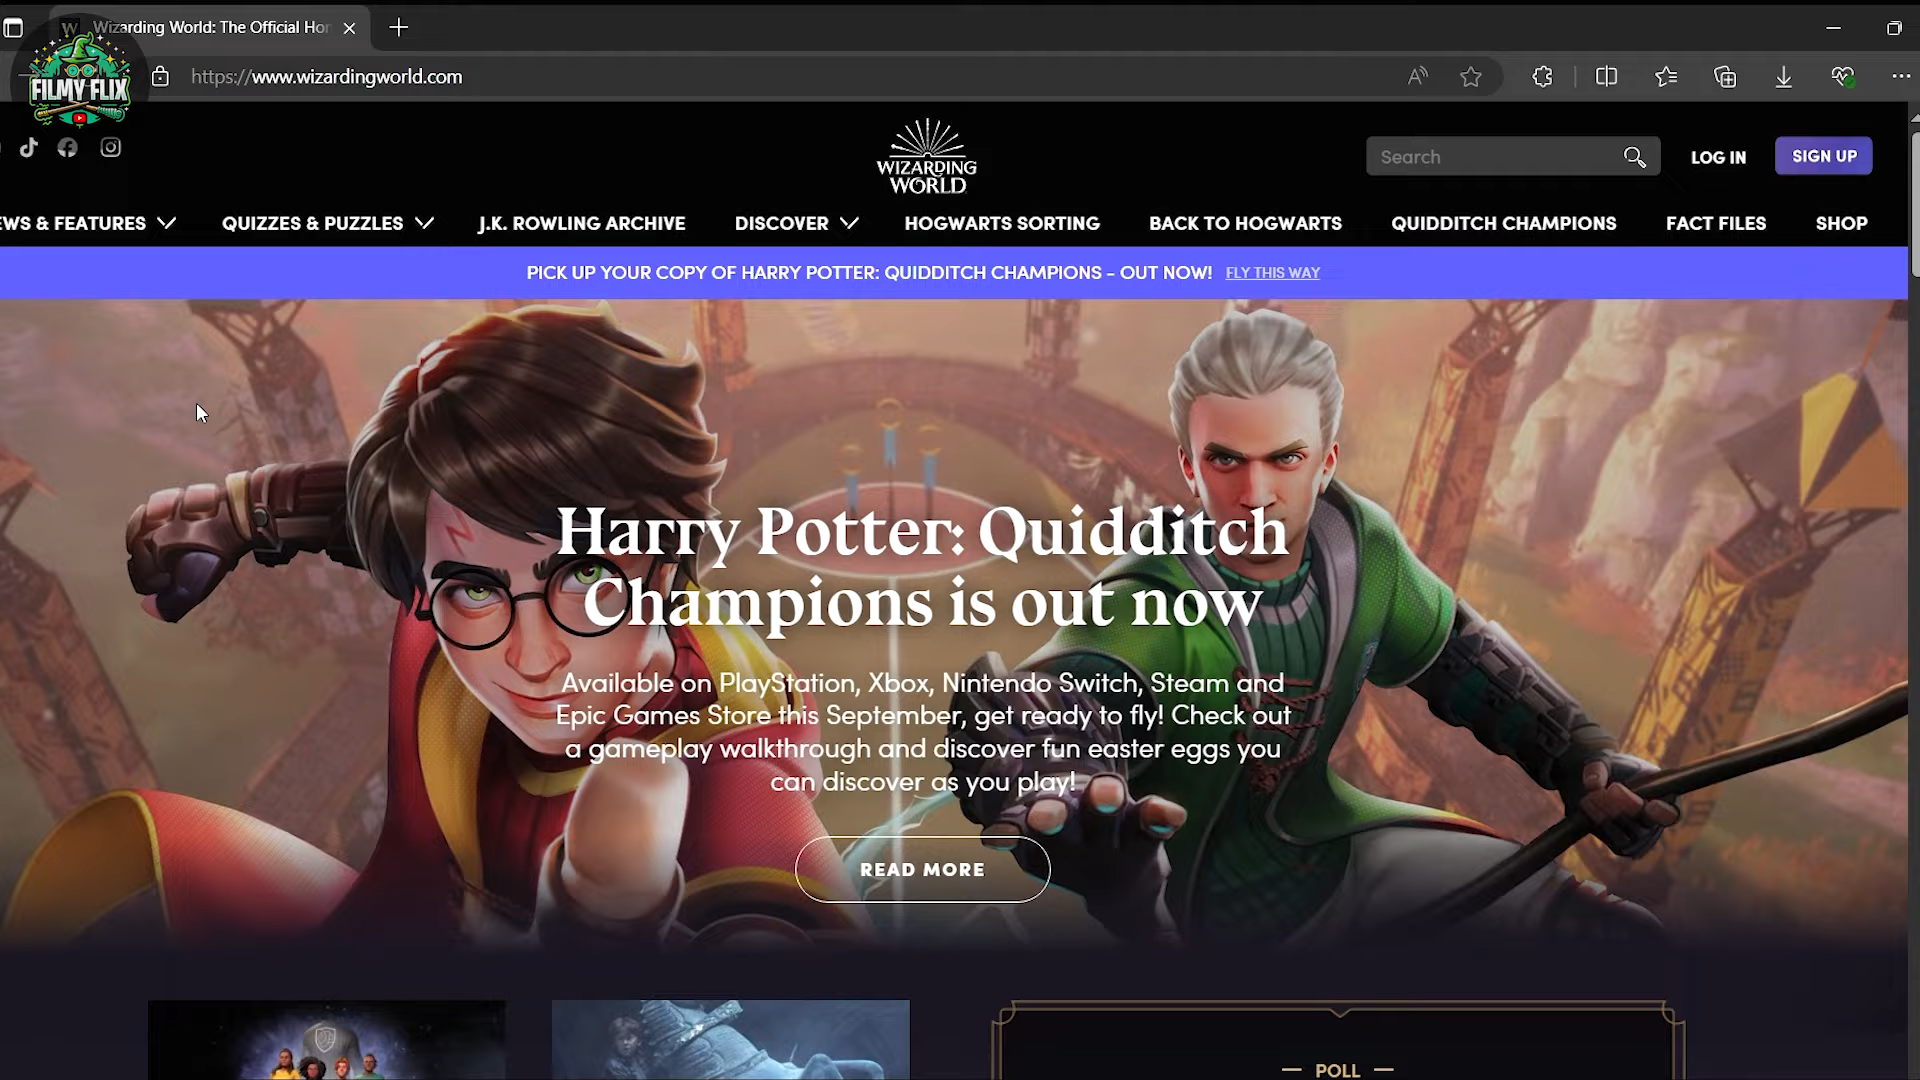 Wizarding World: The Official Hor
FILMY FLIX
https://www.wizardingworld.com
WIZARDING
WORLD
Search
LOG IN
SIGN UP
EWS & FEATURES
QUIZZES & PUZZLES
J.K. ROWLING ARCHIVE
DISCOVER
HOGWARTS SORTING
BACK TO HOGWARTS
QUIDDITCH CHAMPIONS
FACT FILES
SHOP
PICK UP YOUR COPY OF HARRY POTTER: QUIDDITCH CHAMPIONS - OUT NOW! FLY THIS WAY
Harry Potter: Quidditch
Champions is out now
Available on PlayStation, Xbox, Nintendo Switch, Steam and
Epic Games Store this September, get ready to fly! Check out
a gameplay walkthrough and discover fun easter eggs you
can discover as you play!
READ MORE
POLL